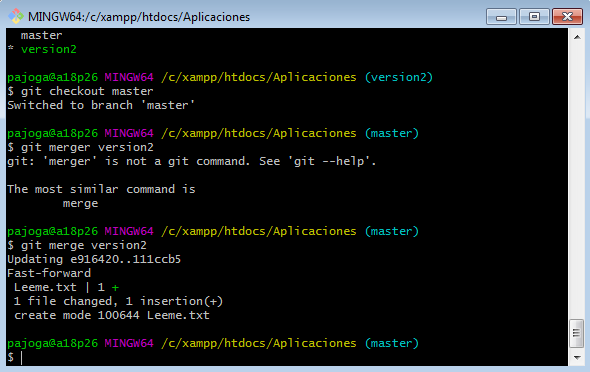 MINGW64:/c/xampp/htdocs/Aplicaciones
  master
* version2
pajoga@a18p26 MINGW64 /c/xampp/htdocs/Aplicaciones (version2)
$ git checkout master
Switched to branch 'master'
pajoga@a18p26 MINGW64 /c/xampp/htdocs/Aplicaciones (master)
$ git merger version2
git: 'merger' is not a git command. See 'git --help'.
The most similar command is
        merge
pajoga@a18p26 MINGW64 /c/xampp/htdocs/Aplicaciones (master)
$ git merge version2
Updating e916420..111ccb5
Fast-forward
 Leeme.txt | 1 +
 1 file changed, 1 insertion(+)
 create mode 100644 Leeme.txt
pajoga@a18p26 MINGW64 /c/xampp/htdocs/Aplicaciones (master)
$